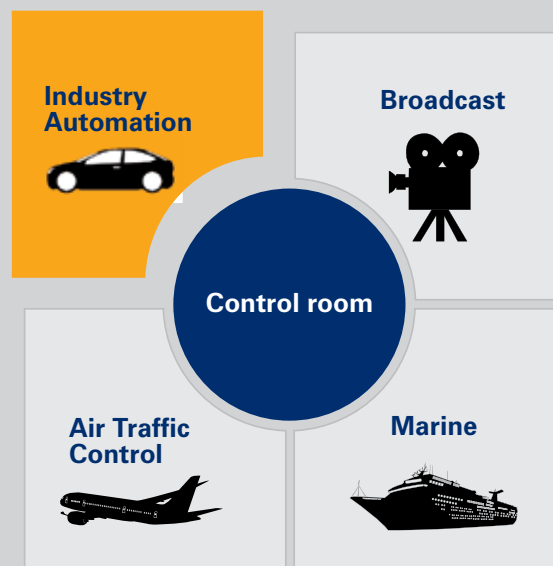 Industry
Automation
Broadcast
Control room
Air Traffic
Control
Marine